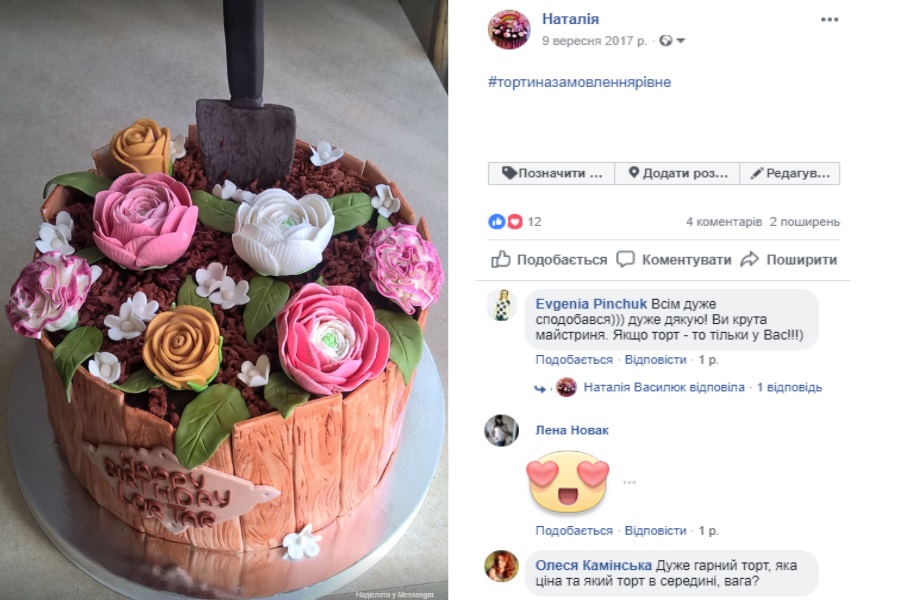 HAPPY
BIRTHDAY
Надіслати у Messenger
Наталія
9 вересня 2017 р.
#тортиназамовленнярівне
Позначити ... Додати роз... Редагув...
12 4 коментарів 2 поширень
Подобається Коментувати Поширити
Evgenia Pinchuk Всім дуже
сподобався))) дуже дякую! Ви крута
майстриня. Якщо торт - то тільки у Вас!!!)
Подобається · Відповісти · 1 р.
Наталія Василюк відповіла · 1 відповідь
Лена Новак
Подобається · Відповісти · 1 р.
Олеся Камінська Дуже гарний торт, яка
ціна та який торт в середині, вага?